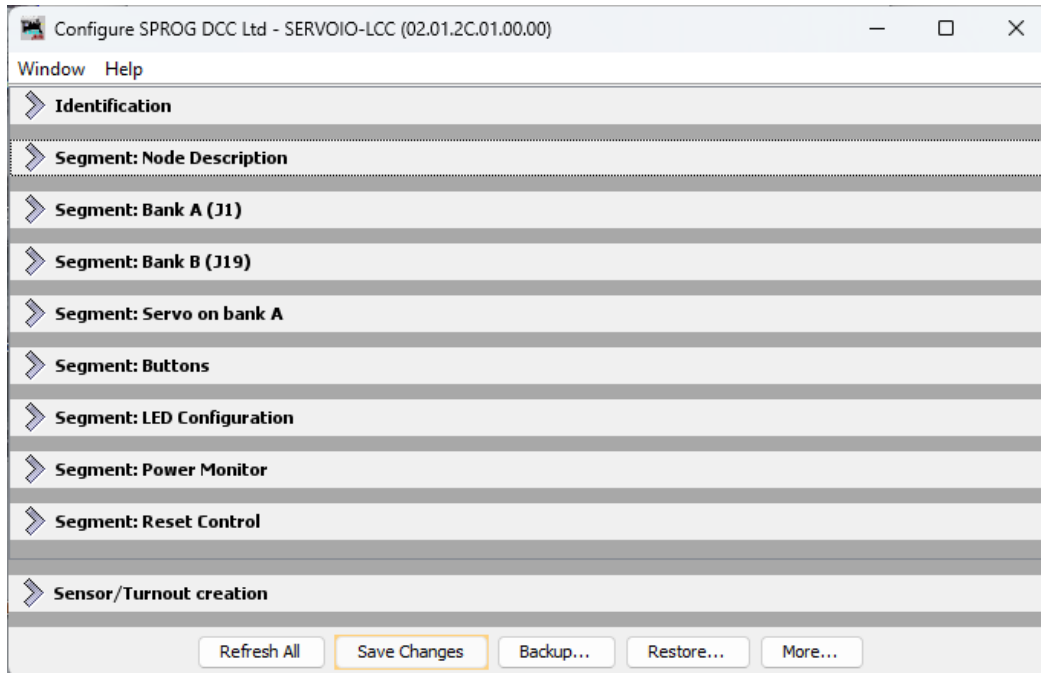 Configure SPROG DCC Ltd - SERVOIO-LCC (02.01.2C.01.00.00)
Window Help
Identification
Segment: Node Description
Segment: Bank A (J1)
Segment: Bank B (J19)
Segment: Servo on bank A
Segment: Buttons
Segment: LED Configuration
Segment: Power Monitor
Segment: Reset Control
Sensor/Turnout creation
Refresh All Save Changes Backup... Restore... More...